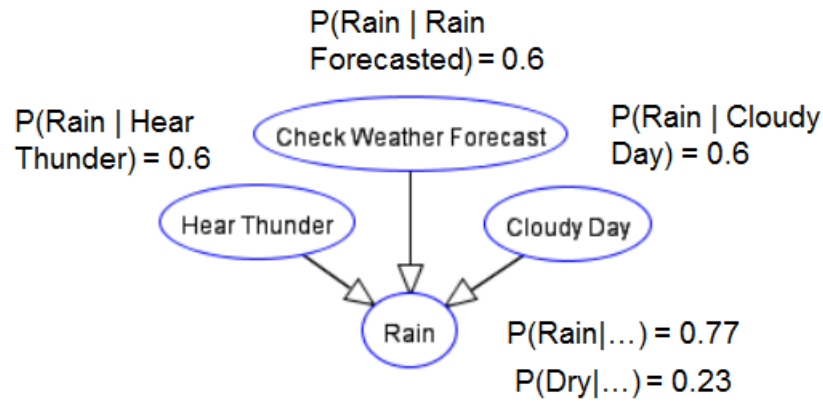 P(Rain | Rain
Forecasted) = 0.6
P(Rain | Hear
Thunder) = 0.6
Check Weather Forecast
P(Rain | Cloudy
Day) = 0.6
Hear Thunder
Cloudy Day
Rain
P(Rain|...) = 0.77
P(Dry|...) = 0.23